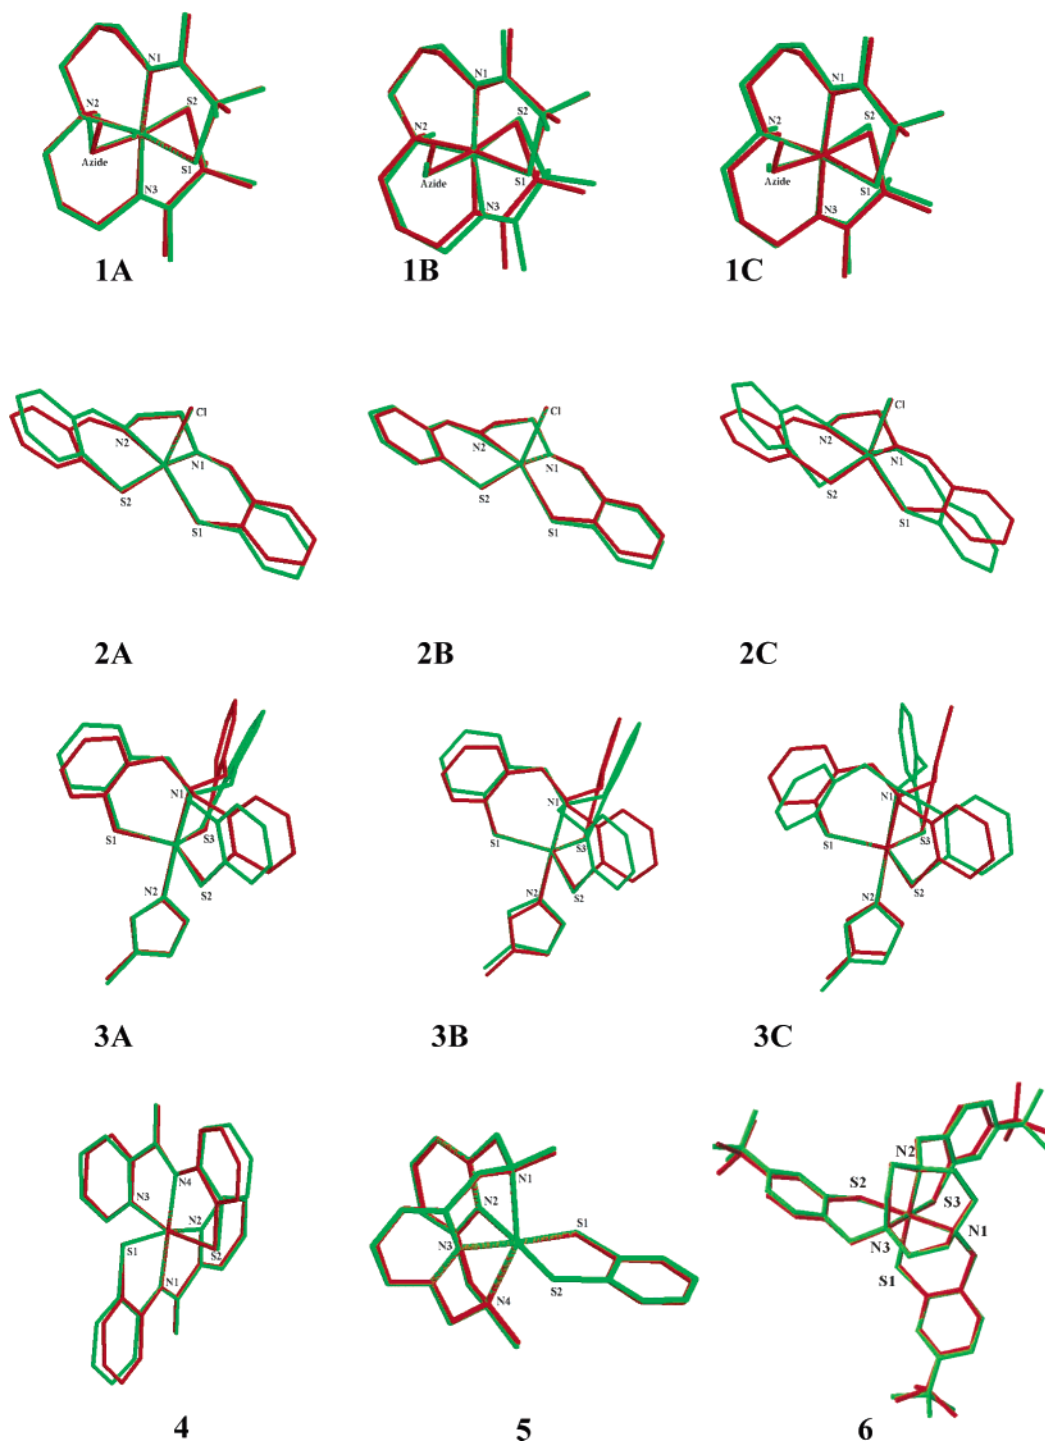 N1 N1 N1
S2 S2 S2
N2 N2 N2
Azide Azide Azide
S1 S1 S1
N3 N3 N3
1A 1B 1C
Cl Cl Cl
N2 N2 N2
N1 N1 N1
S2 S2 S2
S1 S1 S1
2A 2B 2C
N1 N1 N1
S1 S3 S1 S3 S1 S3
N2 S2 N2 S2 N2 S2
3A 3B 3C
N4 N1 N2
N3 N2 S1 S2 S3
N2 N3 N1
S1 S2 S2 N3
N1 N4 S1
4 5 6